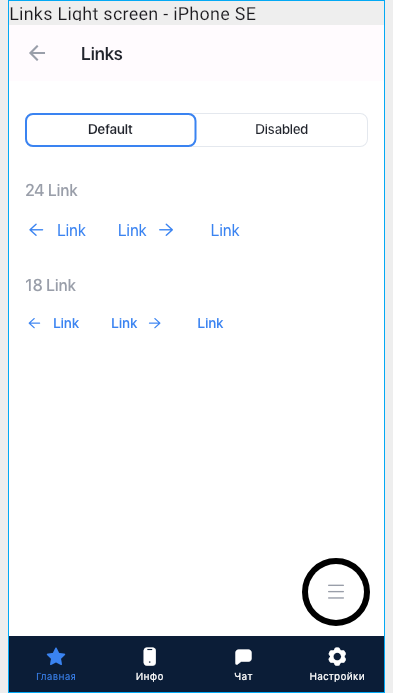 Links Light screen - iPhone SE
Links
Default Disabled
24 Link
Link Link Link
18 Link
Link Link Link
Главная Инфо Чат Настройки